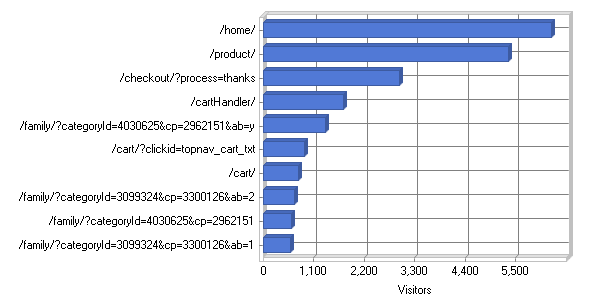 /home/
/product/
/checkout/?process=thanks
/cartHandler/
/family/?categoryId=4030625&cp=2962151&ab=y
/cart/?clickid=topnav_cart_txt
/cart/
/family/?categoryId=3099324&cp=3300126&ab=2
/family/?categoryId=4030625&cp=2962151
/family/?categoryId=3099324&cp=3300126&ab=1
0 1,100 2,200 3,300 4,400 5,500
Visitors